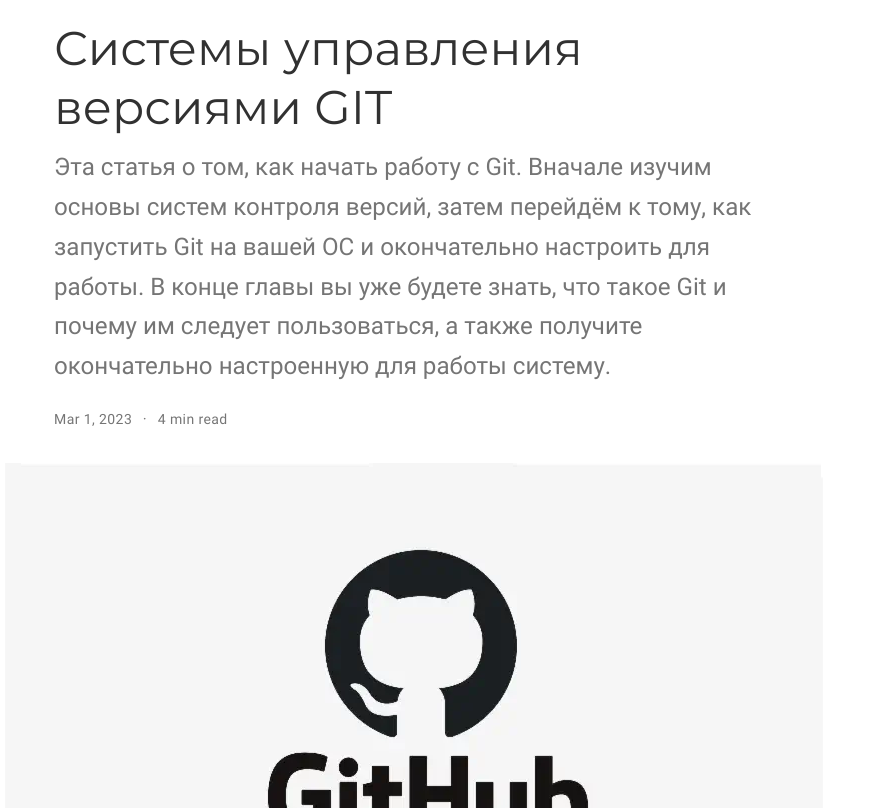 Системы управления
версиями GIT
Эта статья о том, как начать работу с Git. Вначале изучим
основы систем контроля версий, затем перейдём к тому, как
запустить Git на вашей ОС и окончательно настроить для
работы. В конце главы вы уже будете знать, что такое Git и
почему им следует пользоваться, а также получите
окончательно настроенную для работы систему.
Mar 1, 2023 · 4 min read
GitHub